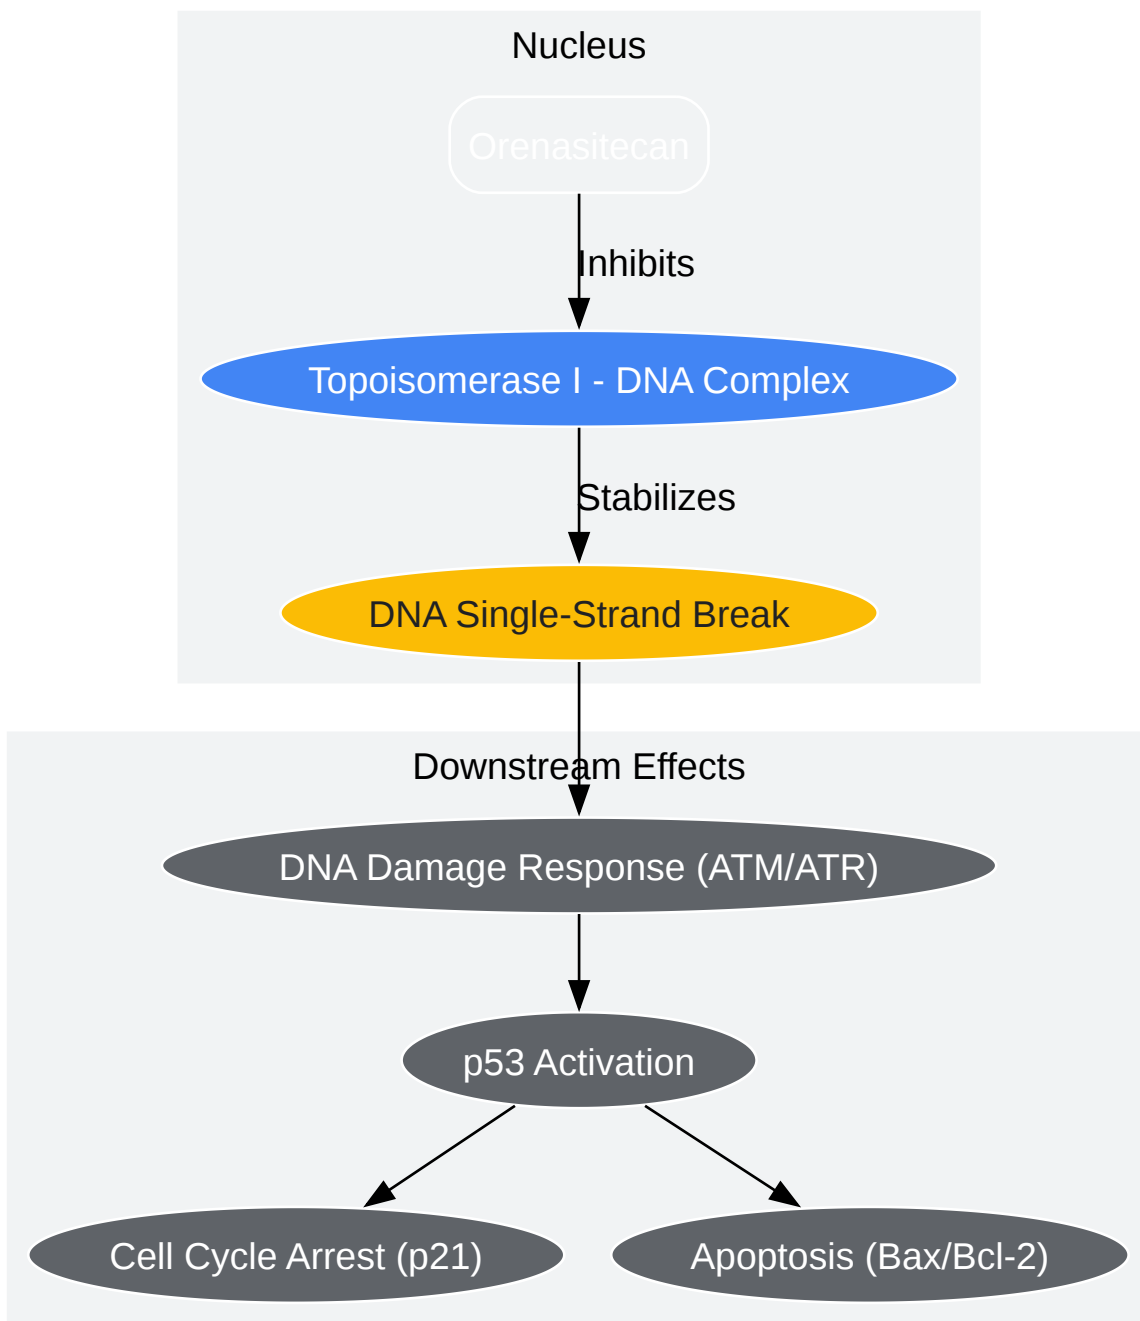 Nucleus
Orenasitecan
Inhibits
Topoisomerase I - DNA Complex
Stabilizes
DNA Single-Strand Break
Downstream Effects
DNA Damage Response (ATM/ATR)
p53 Activation
Cell Cycle Arrest (p21)
Apoptosis (Bax/Bcl-2)